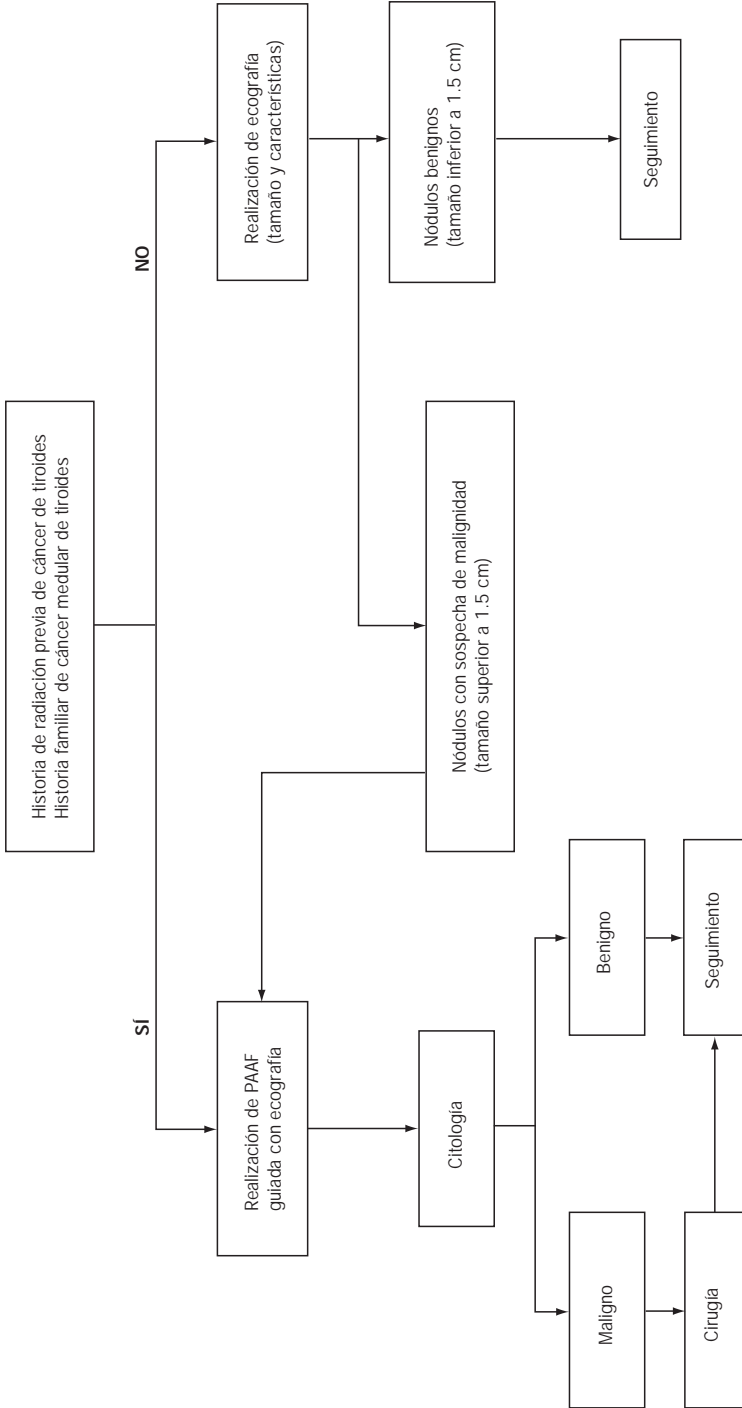 Historia de radiación previa de cáncer de tiroides
Historia familiar de cáncer medular de tiroides
SÍ
NO
Realización de PAAF
guiada con ecografía
Realización de ecografía
(tamaño y características)
Citología
Nódulos con sospecha de malignidad
(tamaño superior a 1.5 cm)
Nódulos benignos
(tamaño inferior a 1.5 cm)
Maligno
Benigno
Seguimiento
Cirugía
Seguimiento